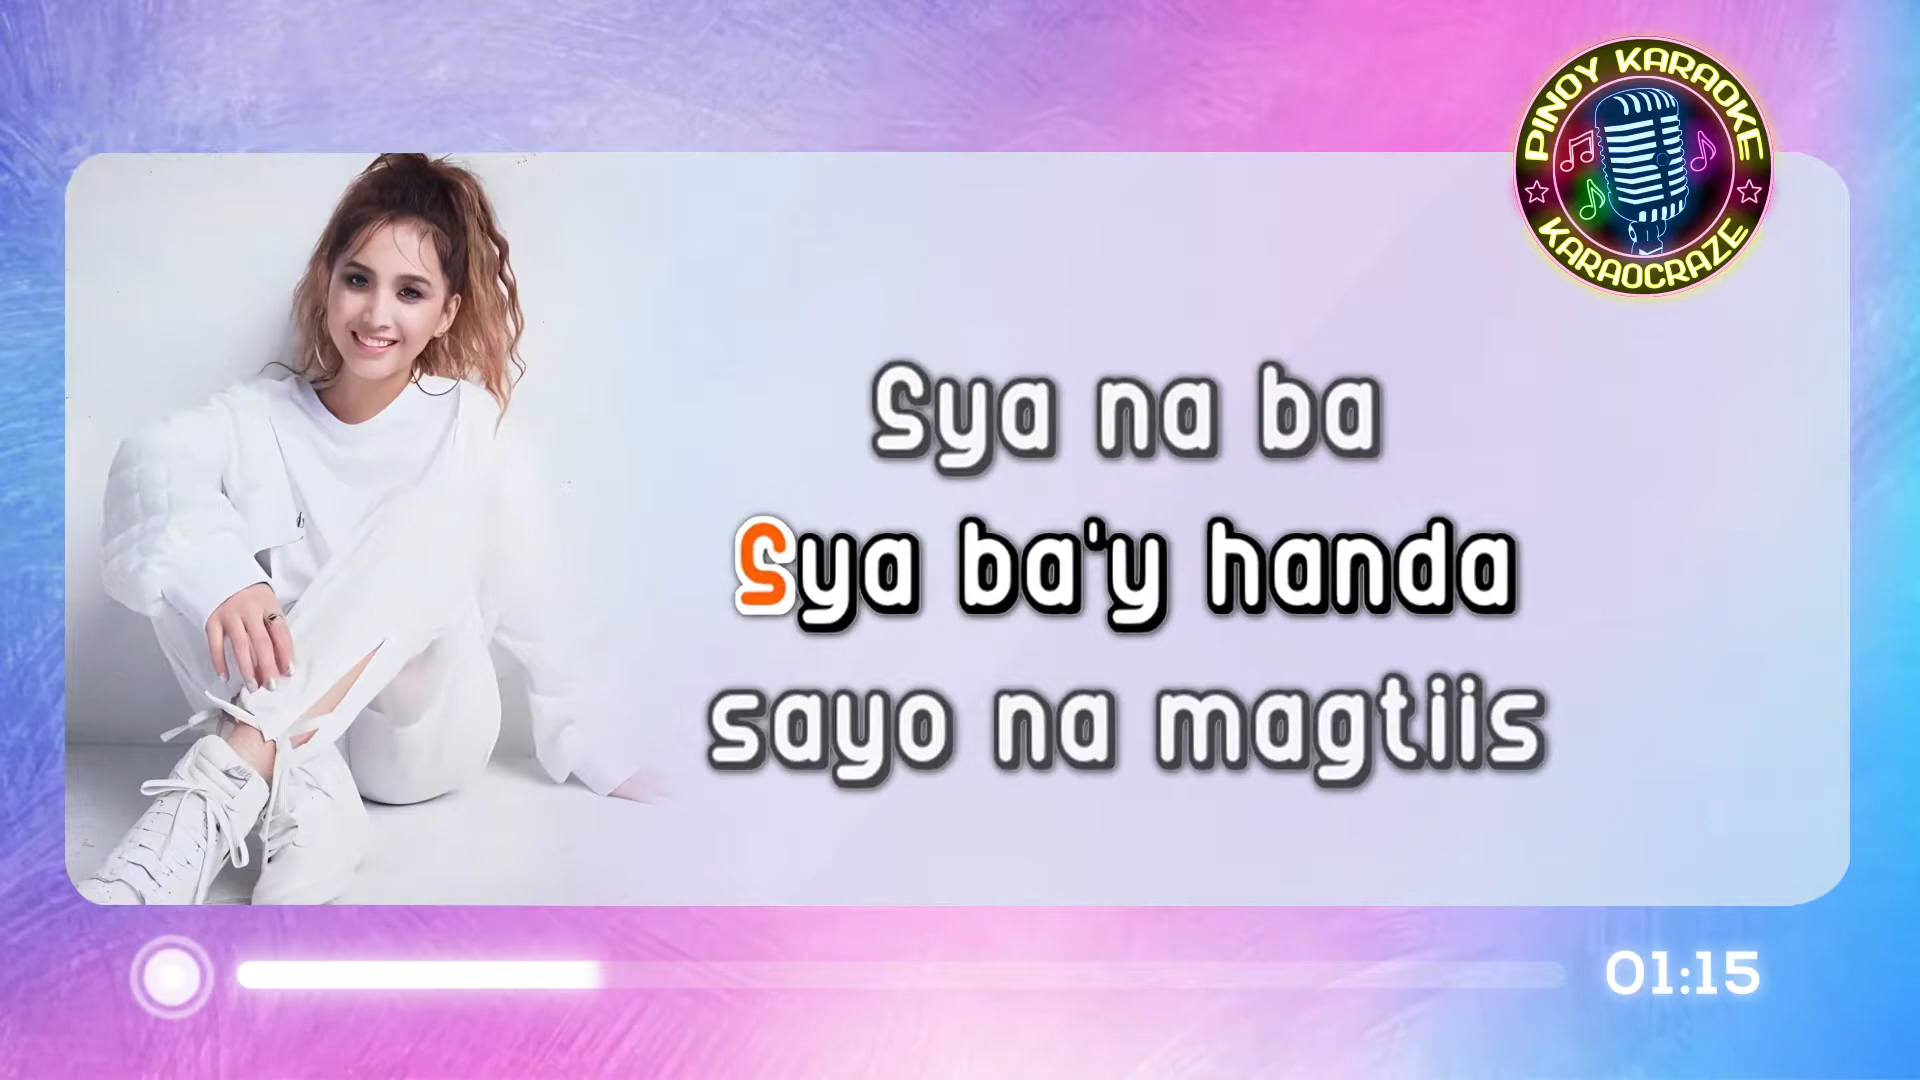 PINOY KARAOKE
KARAOCRAZE
Sya na ba
Sya ba'y handa
sayo na magtiis
01:15